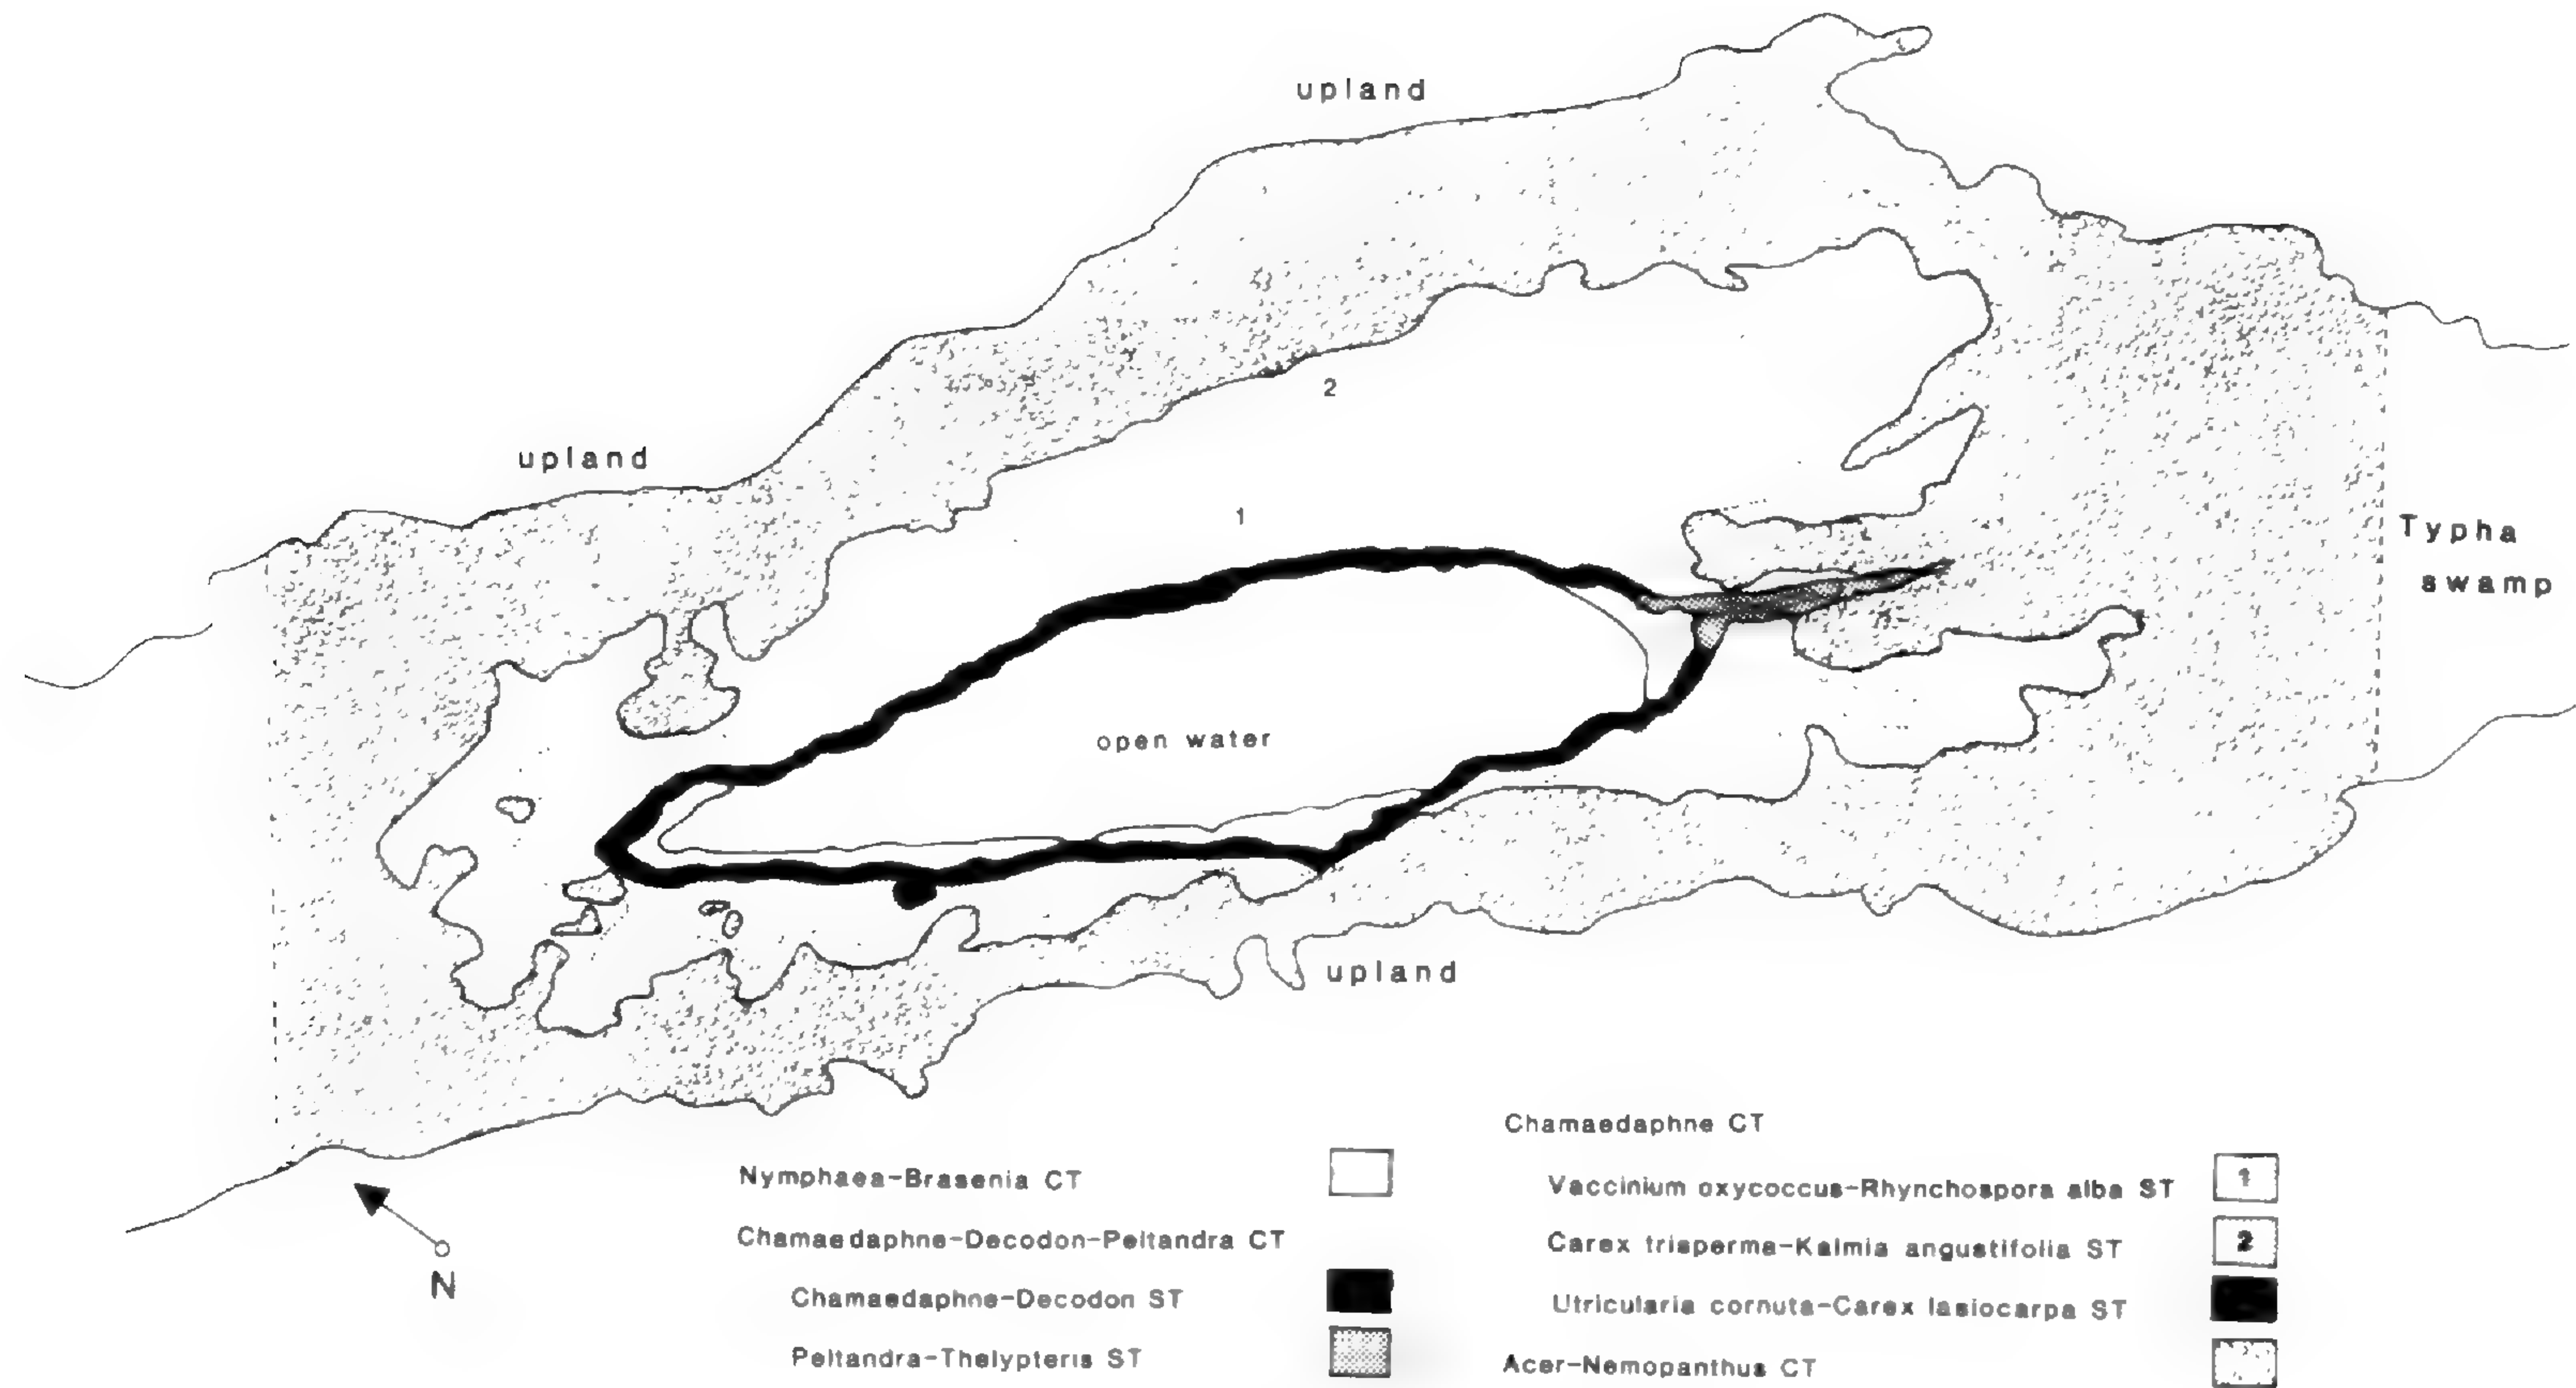 upland
2
upland
1
Typha
swamp
open water
1
upland
N
Nymphaea-Brasenia CT
Chamaedaphne-Decodon-Peltandra CT
Chamaedaphne-Decodon ST
Peltandra-Thelypteris ST
Chamaedaphne CT
Vaccinium oxycoccus-Rhynchospora alba ST 1
Carex trisperma-Kalmia angustifolia ST 2
Utricularia cornuta-Carex lasiocarpa ST
Acer-Nemopanthus CT